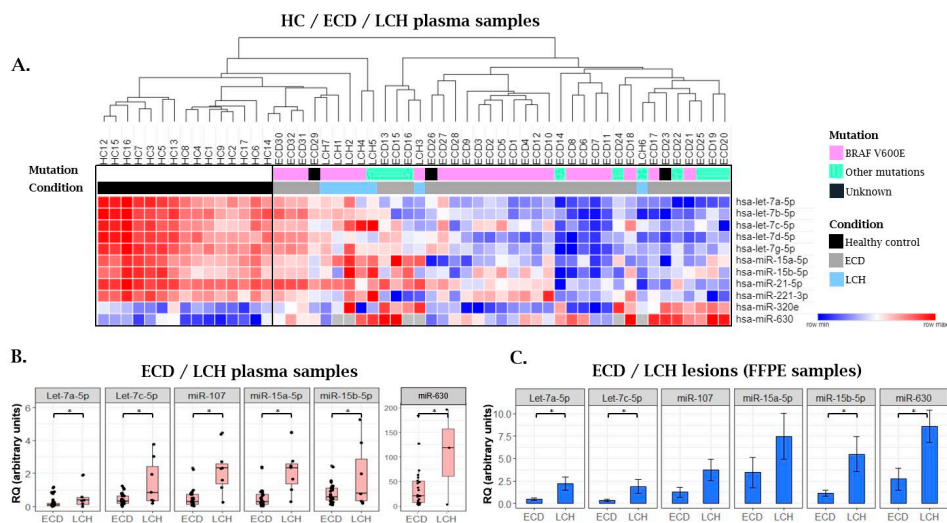 HC / ECD / LCH plasma samples
A.
HC12 HC15 HC16 HC7 HC3 HC5 HC13 HC8 HC4 HC1 HC9 HC2 HC17 HC6 HC14 ECD30 ECD32 ECD31 ECD29 LCH7 LCH1 LCH2 LCH4 LCH5 ECD13 ECD15 ECD16 LCH3 ECD26 ECD27 ECD28 ECD9 ECD3 ECD2 ECD5 ECD1 ECD4 ECD12 ECD10 ECD14 ECD8 ECD6 ECD7 ECD11 ECD24 ECD18 LCH6 ECD17 ECD23 ECD22 ECD21 ECD25 ECD19 ECD20
Mutation
Condition
hsa-let-7a-5p
hsa-let-7b-5p
hsa-let-7c-5p
hsa-let-7d-5p
hsa-let-7g-5p
hsa-miR-15a-5p
hsa-miR-15b-5p
hsa-miR-21-5p
hsa-miR-221-3p
hsa-miR-320e
hsa-miR-630
Mutation
BRAF V600E
Other mutations
Unknown
Condition
Healthy control
ECD
LCH
row min row max
B.
ECD / LCH plasma samples
Let-7a-5p Let-7c-5p miR-107 miR-15a-5p miR-15b-5p miR-630
RQ (arbitrary units)
6
4
2
0
200
150
100
50
0
* * * * * *
ECD LCH ECD LCH ECD LCH ECD LCH ECD LCH ECD LCH
C.
ECD / LCH lesions (FFPE samples)
Let-7a-5p Let-7c-5p miR-107 miR-15a-5p miR-15b-5p miR-630
RQ (arbitrary units)
10.0
7.5
5.0
2.5
0.0
* * * *
ECD LCH ECD LCH ECD LCH ECD LCH ECD LCH ECD LCH